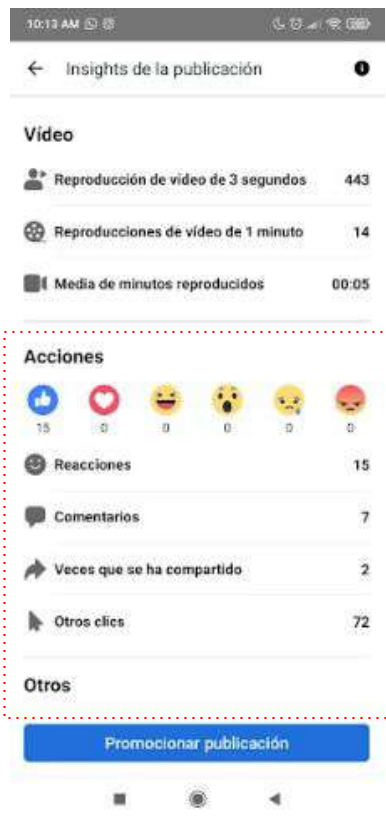 10:13 AM
Insights de la publicación
Vídeo
Reproducción de vídeo de 3 segundos 443
Reproducciones de vídeo de 1 minuto 14
Media de minutos reproducidos 00:05
Acciones
15 0 0 0 0 0
Reacciones 15
Comentarios 7
Veces que se ha compartido 2
Otros clics 72
Otros
Promocionar publicación